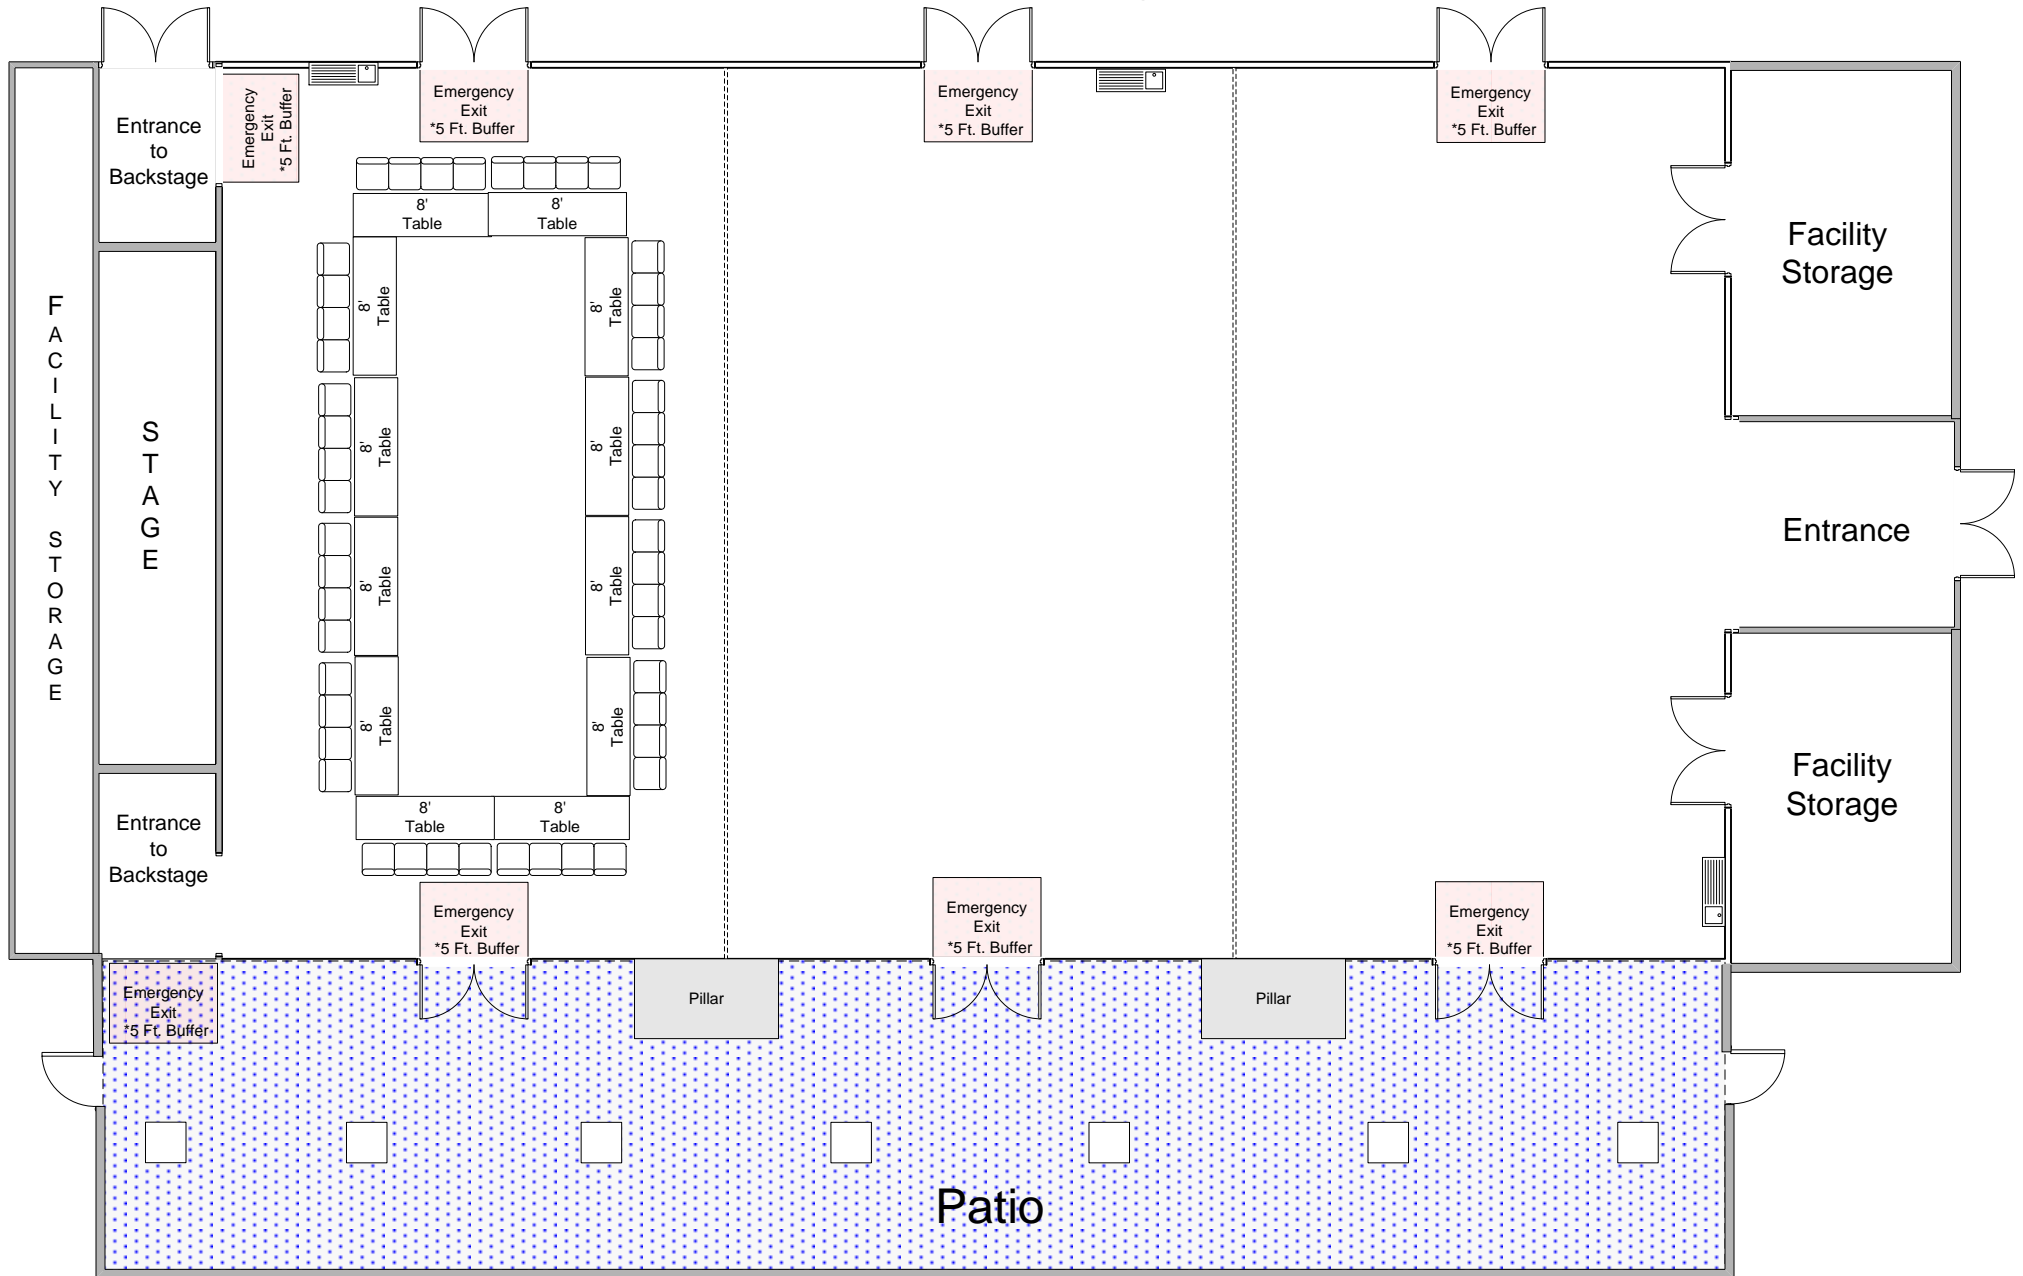 Emergency
Exit
*5 Ft. Buffer
Emergency
Exit
*5 Ft. Buffer
Emergency
Exit
*5 Ft. Buffer
Emergency
Exit
*5 Ft. Buffer
Entrance
to
Backstage
8'
Table
8'
Table
8'
Table
8'
Table
8'
Table
8'
Table
8'
Table
8'
Table
8'
Table
8'
Table
8'
Table
8'
Table
F
A
C
I
L
I
T
Y
S
T
O
R
A
G
E
S
T
A
G
E
Facility
Storage
Entrance
Facility
Storage
Entrance
to
Backstage
Emergency
Exit
*5 Ft. Buffer
Emergency
Exit
*5 Ft. Buffer
Emergency
Exit
*5 Ft. Buffer
Emergency
Exit
*5 Ft. Buffer
Pillar
Pillar
Patio